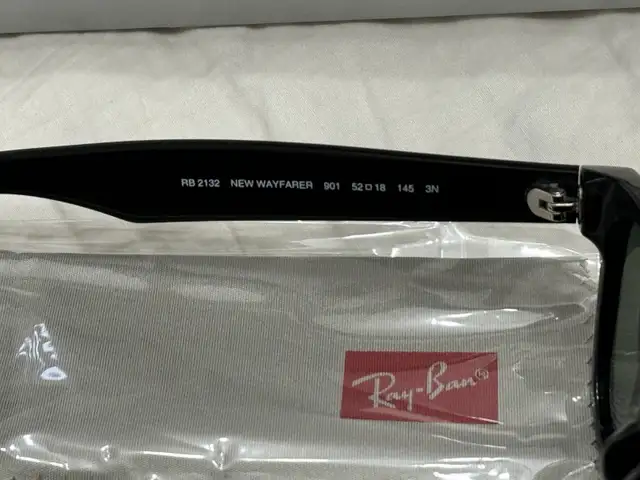 RB 2132 NEW WAYFARER 901 52□18 145 3N
Ray-Ban®